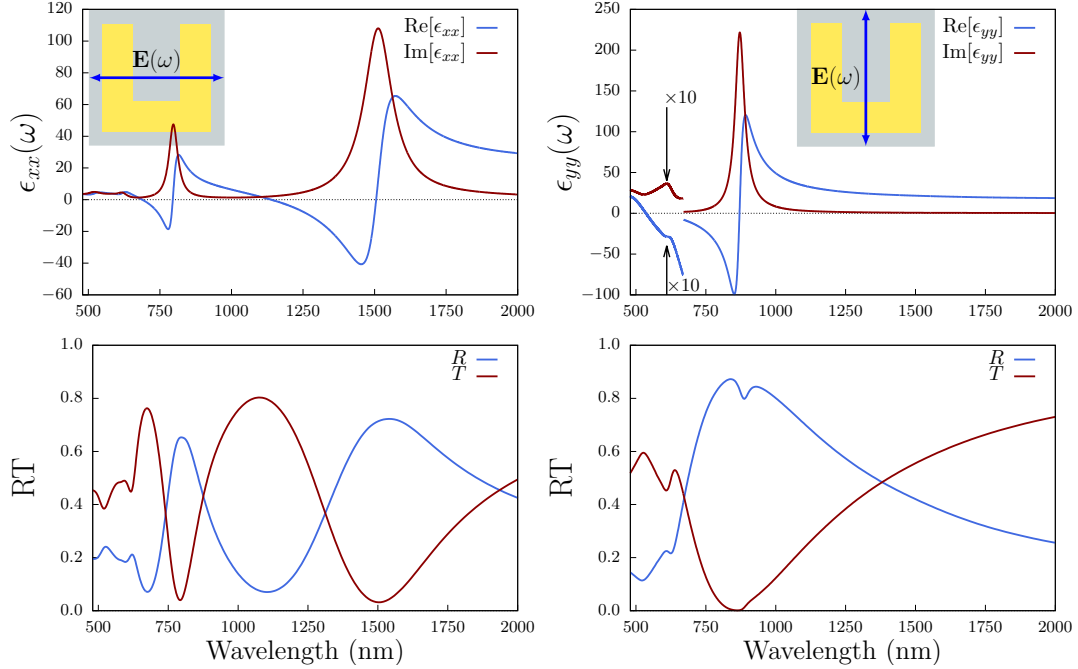 120
100
80
60
40
20
0
−20
−40
−60
ϵxx(ω)
E(ω)
Re[ϵxx]
Im[ϵxx]
500 750 1000 1250 1500 1750 2000
250
200
150
100
50
0
−50
−100
ϵyy(ω)
×10
×10
E(ω)
Re[ϵyy]
Im[ϵyy]
500 750 1000 1250 1500 1750 2000
1.0
0.8
0.6
0.4
0.2
0.0
RT
R
T
500 750 1000 1250 1500 1750 2000
Wavelength (nm)
1.0
0.8
0.6
0.4
0.2
0.0
RT
R
T
500 750 1000 1250 1500 1750 2000
Wavelength (nm)